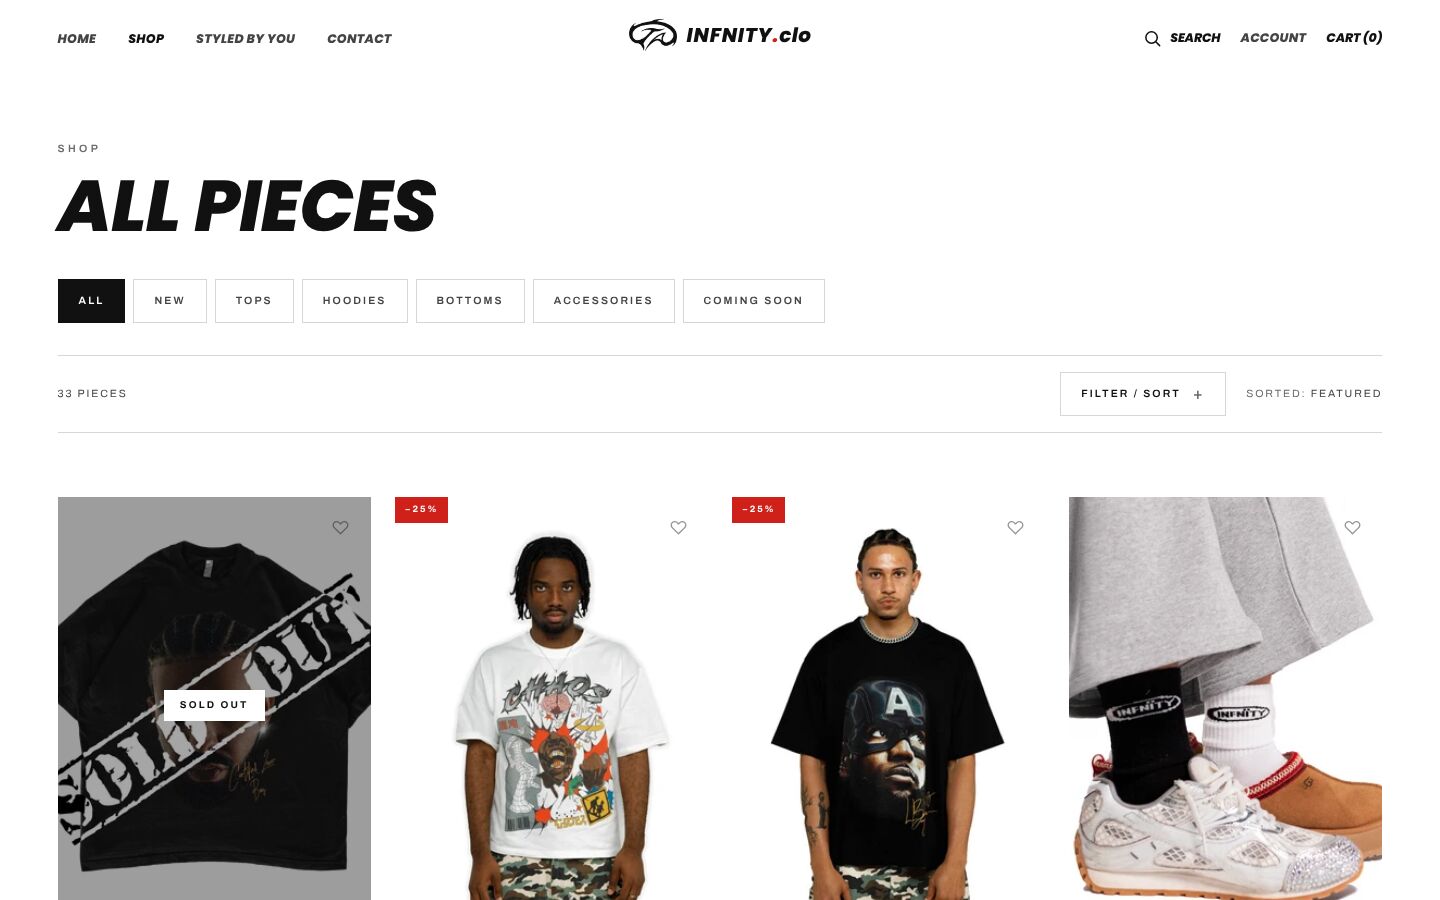 HOME
SHOP
STYLED BY YOU
CONTACT
INFNITY.clo
SEARCH
ACCOUNT
CART (0)
SHOP
ALL PIECES
ALL
NEW
TOPS
HOODIES
BOTTOMS
ACCESSORIES
COMING SOON
33 PIECES
FILTER / SORT +
SORTED: FEATURED
SOLD OUT
SOLD OUT
–25%
CHAOS
–25%
A
INFNITY
INFNITY